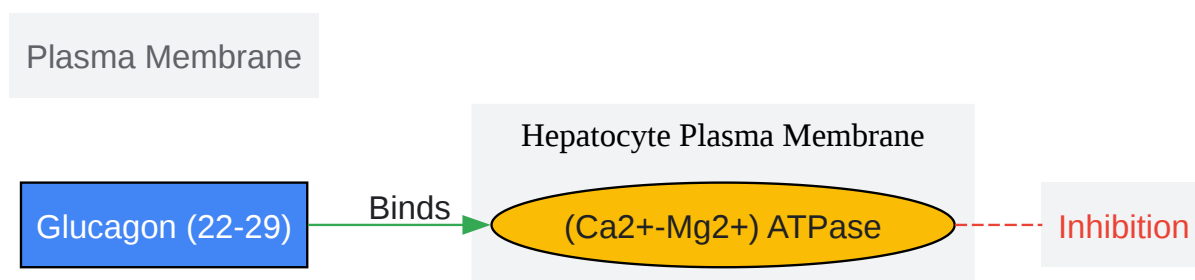 Plasma Membrane
Hepatocyte Plasma Membrane
Glucagon (22-29)
Binds
(Ca2+-Mg2+) ATPase
Inhibition